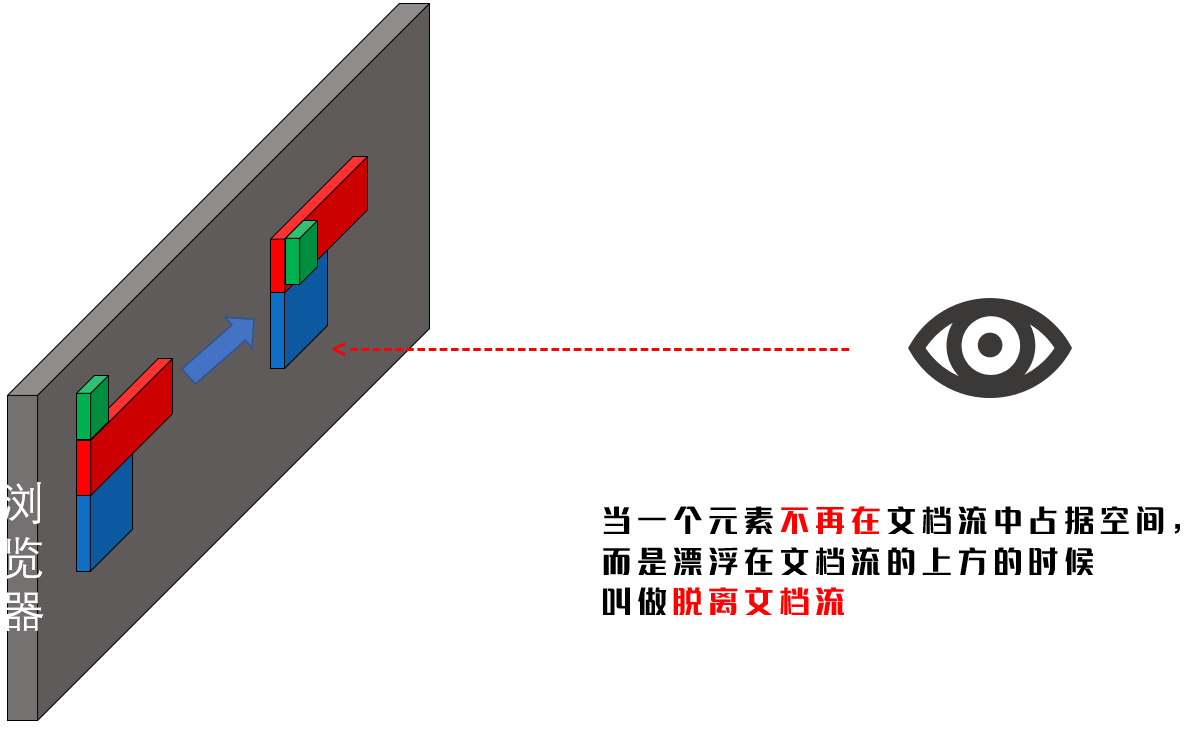 浏
览
器
当一个元素不再在文档流中占据空间，
而是漂浮在文档流的上方的时候
叫做脱离文档流